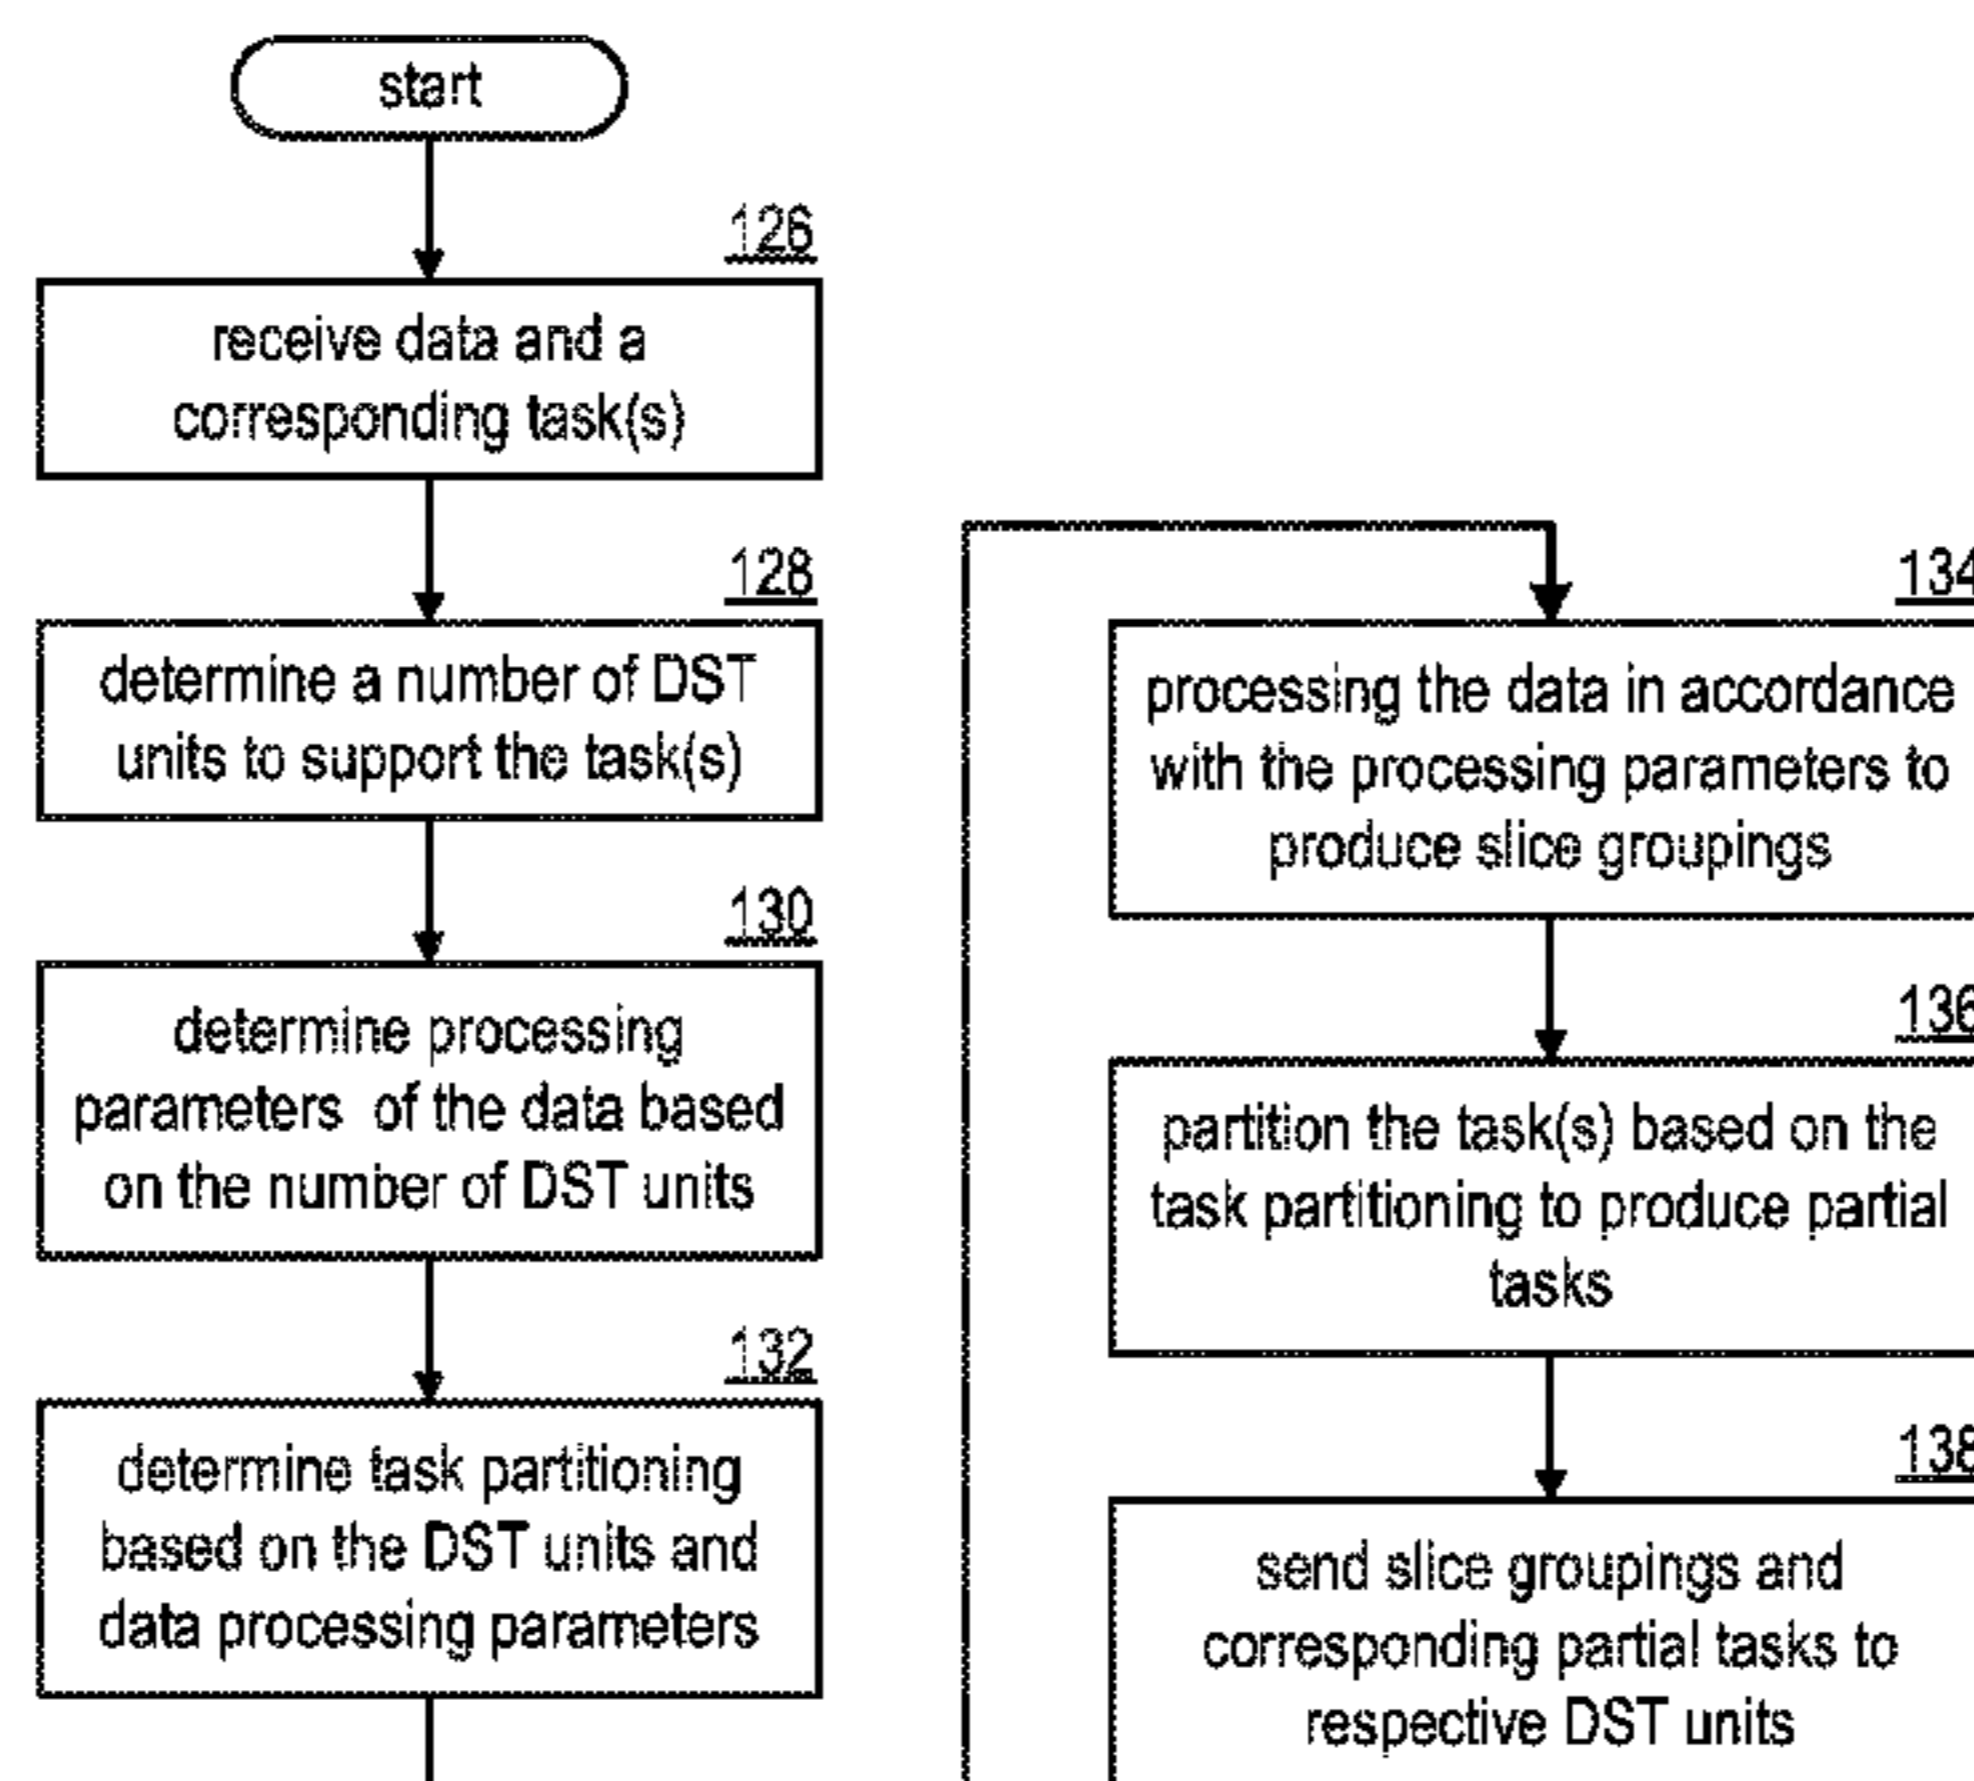 start
126
receive data and a
corresponding task(s)
128
determine a number of DST
units to support the task(s)
130
determine processing
parameters of the data based
on the number of DST units
132
determine task partitioning
based on the DST units and
data processing parameters
134
processing the data in accordance
with the processing parameters to
produce slice groupings
136
partition the task(s) based on the
task partitioning to produce partial
tasks
138
send slice groupings and
corresponding partial tasks to
respective DST units